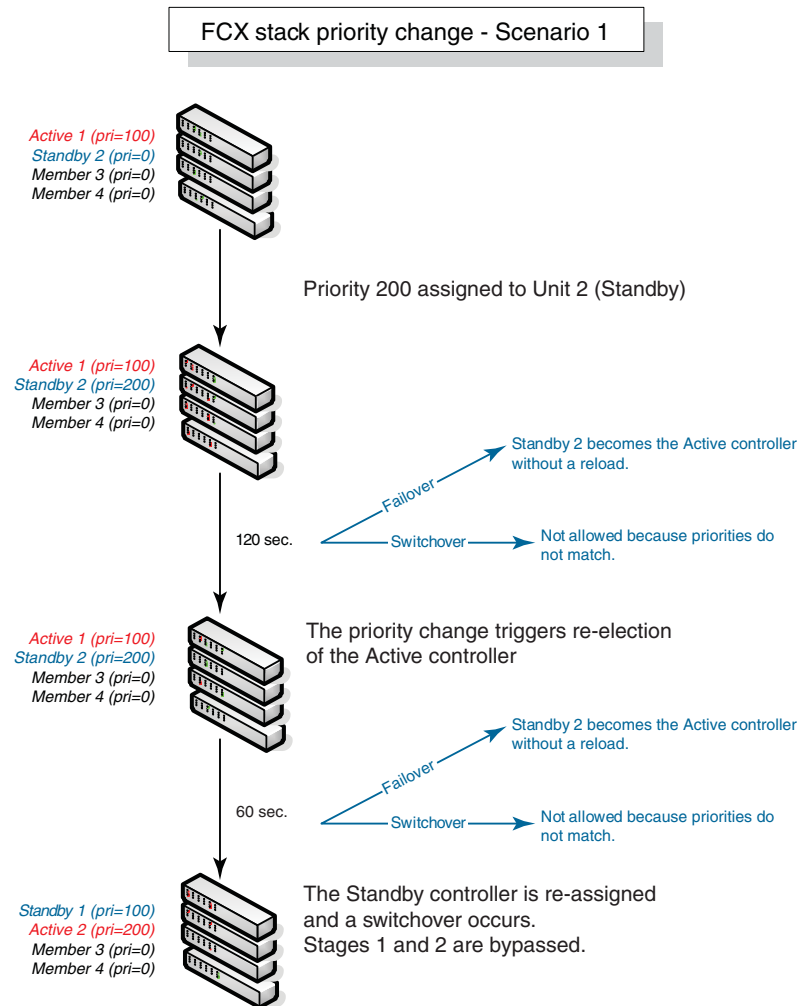 FCX stack priority change - Scenario 1
Active 1 (pri=100)
Standby 2 (pri=0)
Member 3 (pri=0)
Member 4 (pri=0)
Priority 200 assigned to Unit 2 (Standby)
Active 1 (pri=100)
Standby 2 (pri=200)
Member 3 (pri=0)
Member 4 (pri=0)
120 sec.
Failover
Standby 2 becomes the Active controller
without a reload.
Switchover
Not allowed because priorities do
not match.
Active 1 (pri=100)
Standby 2 (pri=200)
Member 3 (pri=0)
Member 4 (pri=0)
The priority change triggers re-election
of the Active controller
60 sec.
Failover
Standby 2 becomes the Active controller
without a reload.
Switchover
Not allowed because priorities do
not match.
Standby 1 (pri=100)
Active 2 (pri=200)
Member 3 (pri=0)
Member 4 (pri=0)
The Standby controller is re-assigned
and a switchover occurs.
Stages 1 and 2 are bypassed.